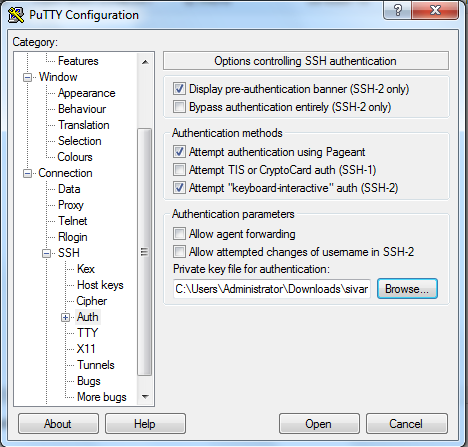 PuTTY Configuration
Category:
Features
Window
Appearance
Behaviour
Translation
Selection
Colours
Connection
Data
Proxy
Telnet
Rlogin
SSH
Kex
Host keys
Cipher
Auth
TTY
X11
Tunnels
Bugs
More bugs
Options controlling SSH authentication
Display pre-authentication banner (SSH-2 only)
Bypass authentication entirely (SSH-2 only)
Authentication methods
Attempt authentication using Pageant
Attempt TIS or CryptoCard auth (SSH-1)
Attempt "keyboard-interactive" auth (SSH-2)
Authentication parameters
Allow agent forwarding
Allow attempted changes of username in SSH-2
Private key file for authentication:
C:\Users\Administrator\Downloads\sivar
Browse...
About
Help
Open
Cancel